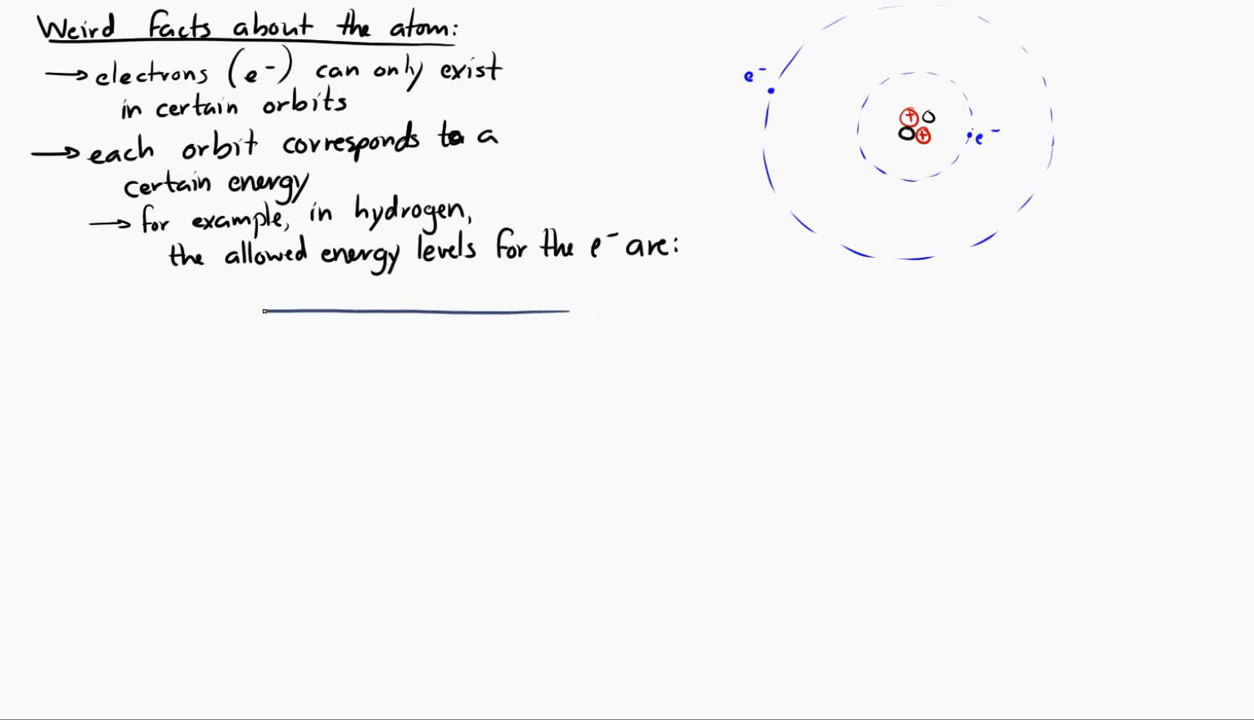 Weird facts about the atom:
→ electrons (e⁻) can only exist
in certain orbits
→ each orbit corresponds to a
certain energy
→ for example, in hydrogen,
the allowed energy levels for the e⁻ are:
e⁻
+
+
e⁻